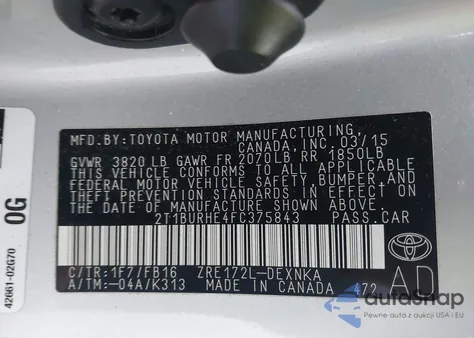 MFD.BY:TOYOTA MOTOR MANUFACTURING,
CANADA, INC. 03/15
GVWR 3820 LB GAWR FR 2070LB RR 1850LB
THIS VEHICLE CONFORMS TO ALL APPLICABLE
FEDERAL MOTOR VEHICLE SAFETY, BUMPER, AND
THEFT PREVENTION STANDARDS IN EFFECT ON
THE DATE OF MANUFACTURE SHOWN ABOVE.
2T1BURHE4FC375843 PASS.CAR
C/TR:1F7/FB16 ZRE172L-DEXNKA
A/TM:-04A/K313 MADE IN CANADA 472 AD
42661-02G70
0G
autoSnap
Pewne auto z aukcji USA i EU